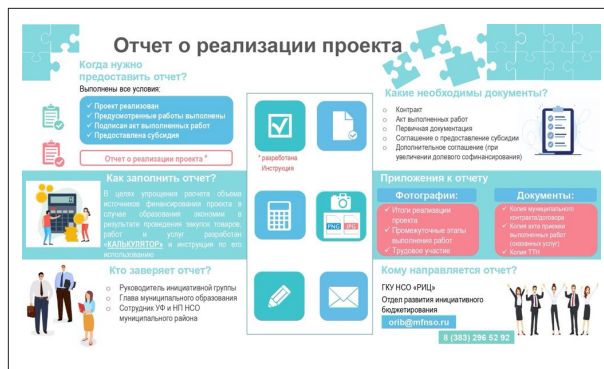 Отчет о реализации проекта
Когда нужно
предоставить отчет?
Выполнены все условия:
✓ Проект реализован
✓ Предусмотренные работы выполнены
✓ Подписан акт выполненных работ
✓ Предоставлена субсидия
Отчет о реализации проекта *
* разработана
Инструкция
Какие необходимы документы?
Контракт
Акт выполненных работ
Первичная документация
Соглашение о предоставление субсидии
Дополнительное соглашение (при
увеличении долевого софинансирования)
Как заполнить отчет?
В целях упрощения расчета объема
источников финансирования проекта в
случае образования экономии в
результате проведения закупок товаров,
работ и услуг разработан
«КАЛЬКУЛЯТОР» и инструкция по его
использованию
PNG
JPG
Приложения к отчету
Фотографии:
✓ Итоги реализации
проекта
✓ Промежуточные этапы
выполнения работ
✓ Трудовое участие
Документы:
✓ Копия муниципального
контракта/договора
✓ Копия акта приемки
выполненных работ
(оказанных услуг)
✓ Копия ТТН
Кто заверяет отчет?
Руководитель инициативной группы
Глава муниципального образования
Сотрудник УФ и НП НСО
муниципального района
Кому направляется отчет?
ГКУ НСО «РИЦ»
Отдел развития инициативного
бюджетирования
orib@mfnso.ru
8 (383) 296 52 92